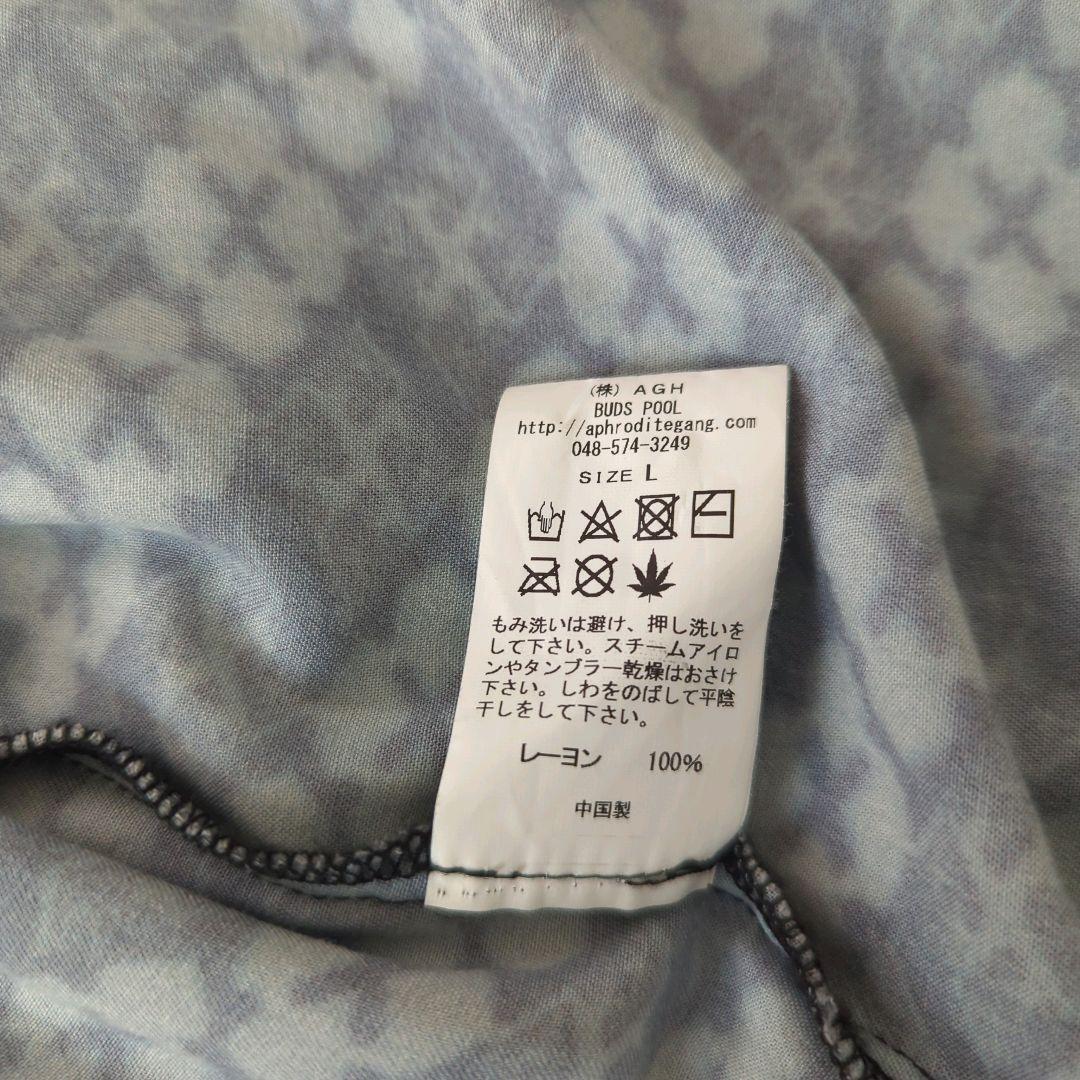 （株）AGH
BUDS POOL
http://aphroditegang.com
048-574-3249
SIZE L
もみ洗いは避け、押し洗いを
して下さい。スチームアイロ
ンやタンブラー乾燥はおさけ
下さい。しわをのばして平陰
干しをして下さい。
レーヨン 100%
中国製